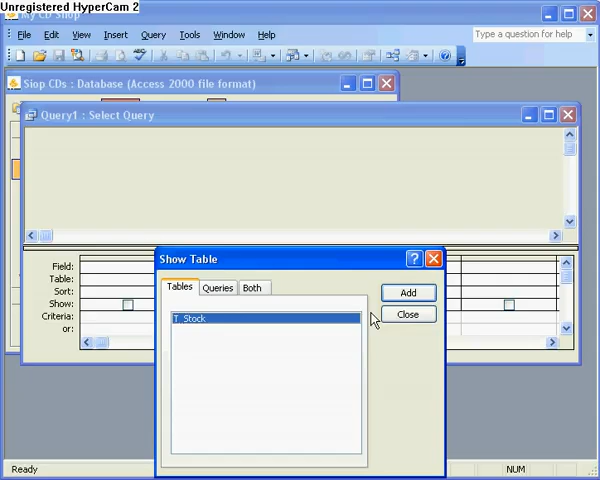 Unregistered HyperCam 2
My CD Shop
File Edit View Insert Query Tools Window Help
Type a question for help
Siop CDs : Database (Access 2000 file format)
Query1 : Select Query
Show Table
Field:
Table:
Sort:
Show:
Criteria:
or:
Tables Queries Both
Add
Close
T_Stock
Ready
NUM